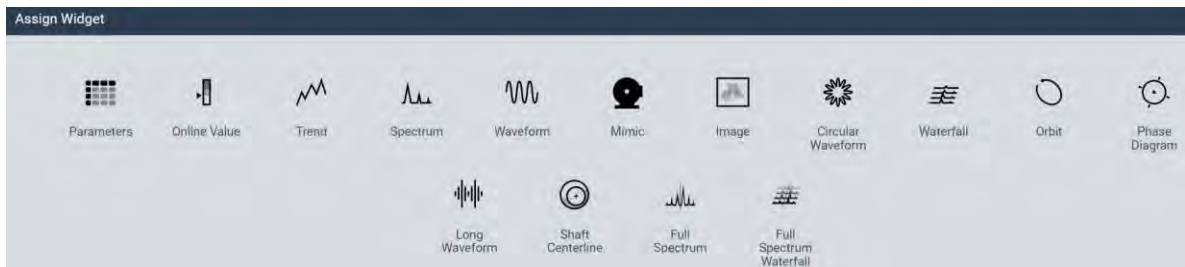 Assign Widget
Parameters
Online Value
Trend
Spectrum
Waveform
Mimic
Image
Circular
Waveform
Waterfall
Orbit
Phase
Diagram
Long
Waveform
Shaft
Centerline
Full
Spectrum
Full
Spectrum
Waterfall